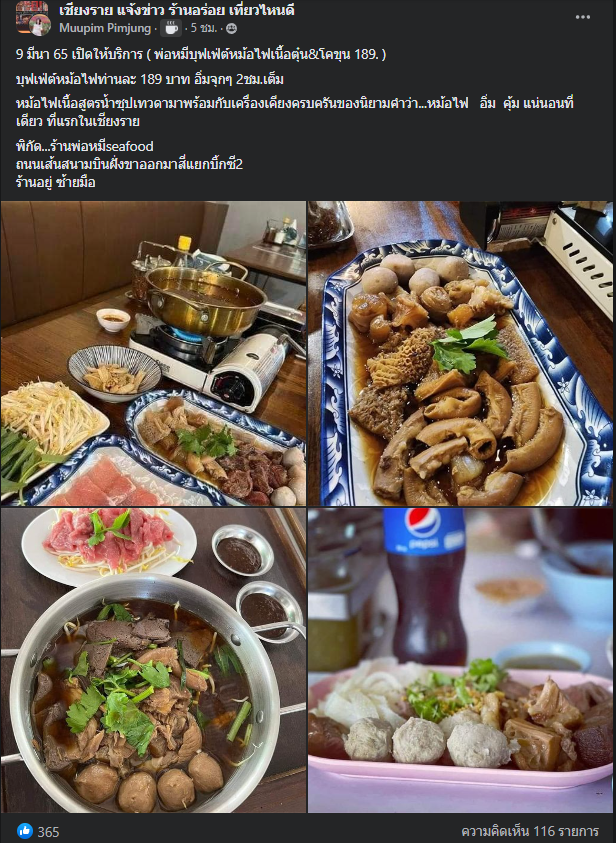 เชียงราย แจ้งข่าว ร้านอร่อย เที่ยวไหนดี
Muupim Pimjung · 5 ชม. ·
9 มีนา 65 เปิดให้บริการ ( พ่อหมีบุฟเฟ่ต์หม้อไฟเนื้อตุ๋น&โคขุน 189. )
บุฟเฟ่ต์หม้อไฟท่านละ 189 บาท อิ่มจุกๆ 2ชม.เต็ม
หม้อไฟเนื้อสูตรน้ำซุปเทวดามาพร้อมกับเครื่องเคียงครบครันของนิยามคำว่า...หม้อไฟ อิ่ม คุ้ม แน่นอนที่
เดียว ที่แรกในเชียงราย
พิกัด...ร้านพ่อหมีseafood
ถนนเส้นสนามบินฝั่งขาออกมาสี่แยกบิ๊กซี2
ร้านอยู่ ซ้ายมือ
pepsi
365
ความคิดเห็น 116 รายการ